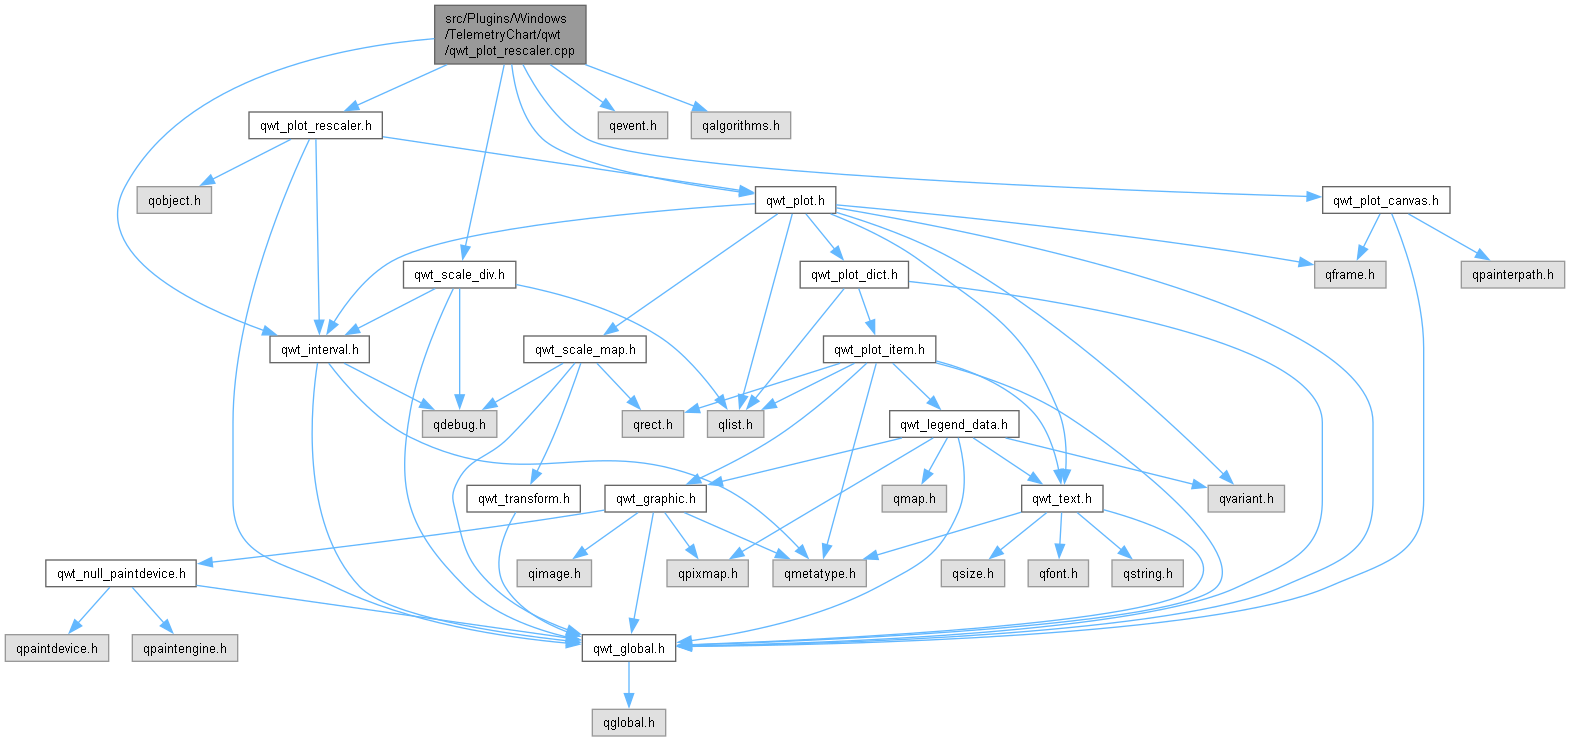 src/Plugins/Windows
/TelemetryChart/qwt
/qwt_plot_rescaler.cpp
qwt_plot_rescaler.h
qevent.h
qalgorithms.h
qobject.h
qwt_plot.h
qwt_plot_canvas.h
qwt_scale_div.h
qwt_plot_dict.h
qframe.h
qpainterpath.h
qwt_interval.h
qwt_scale_map.h
qwt_plot_item.h
qdebug.h
qrect.h
qlist.h
qwt_legend_data.h
qwt_transform.h
qwt_graphic.h
qmap.h
qwt_text.h
qvariant.h
qwt_null_paintdevice.h
qimage.h
qpixmap.h
qmetatype.h
qsize.h
qfont.h
qstring.h
qpaintdevice.h
qpaintengine.h
qwt_global.h
qglobal.h